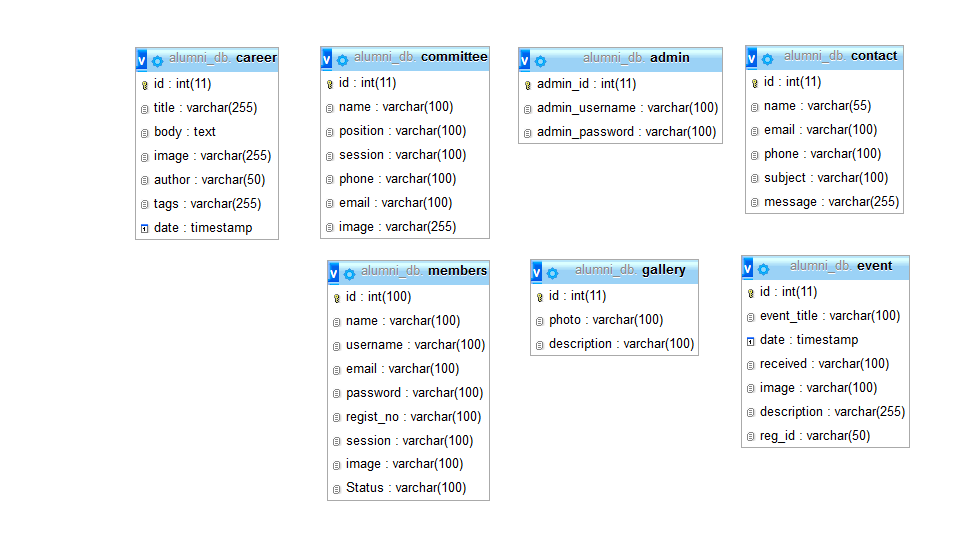 alumni_db. career
id : int(11)
title : varchar(255)
body : text
image : varchar(255)
author : varchar(50)
tags : varchar(255)
date : timestamp
alumni_db. committee
id : int(11)
name : varchar(100)
position : varchar(100)
session : varchar(100)
phone : varchar(100)
email : varchar(100)
image : varchar(255)
alumni_db. admin
admin_id : int(11)
admin_username : varchar(100)
admin_password : varchar(100)
alumni_db. contact
id : int(11)
name : varchar(55)
email : varchar(100)
phone : varchar(100)
subject : varchar(100)
message : varchar(255)
alumni_db. members
id : int(100)
name : varchar(100)
username : varchar(100)
email : varchar(100)
password : varchar(100)
regist_no : varchar(100)
session : varchar(100)
image : varchar(100)
Status : varchar(100)
alumni_db. gallery
id : int(11)
photo : varchar(100)
description : varchar(100)
alumni_db. event
id : int(11)
event_title : varchar(100)
date : timestamp
received : varchar(100)
image : varchar(100)
description : varchar(255)
reg_id : varchar(50)